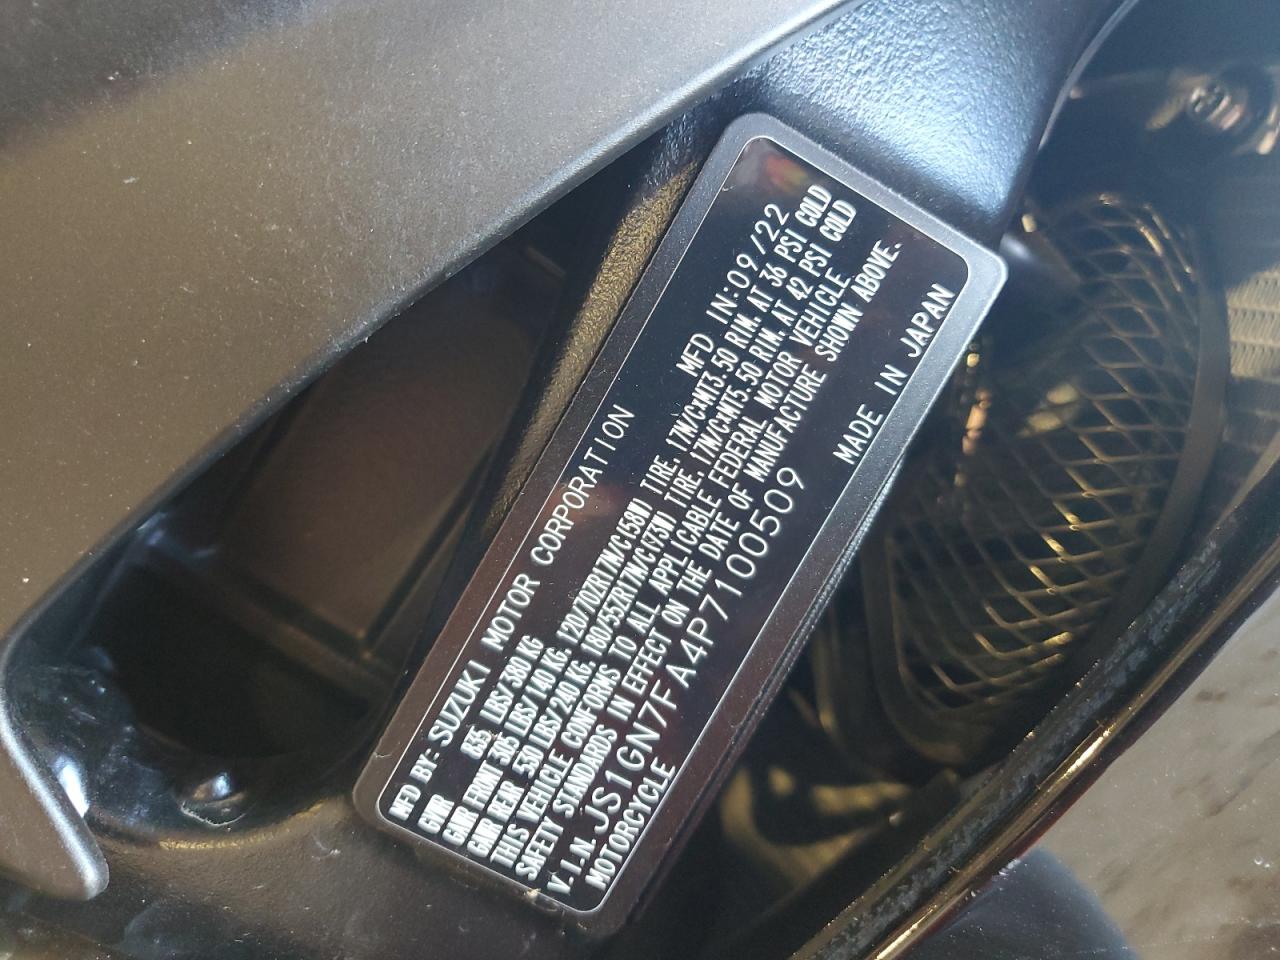 MFD BY: SUZUKI MOTOR CORPORATION MFD IN:09/22
GVWR 835 LBS/380 KG
GAWR FRNT 305 LBS/140 KG. 120/70ZR17M/C(58W) TIRE. 17M/C×MT3.50 RIM. AT 36 PSI COLD
GAWR REAR 530 LBS/240 KG. 180/55ZR17M/C(73W) TIRE. 17M/C×MT5.50 RIM. AT 42 PSI COLD
THIS VEHICLE CONFORMS TO ALL APPLICABLE FEDERAL MOTOR VEHICLE
SAFETY STANDARDS IN EFFECT ON THE DATE OF MANUFACTURE SHOWN ABOVE.
V.I.N. JS1GN7FA4P7100509
MOTORCYCLE MADE IN JAPAN